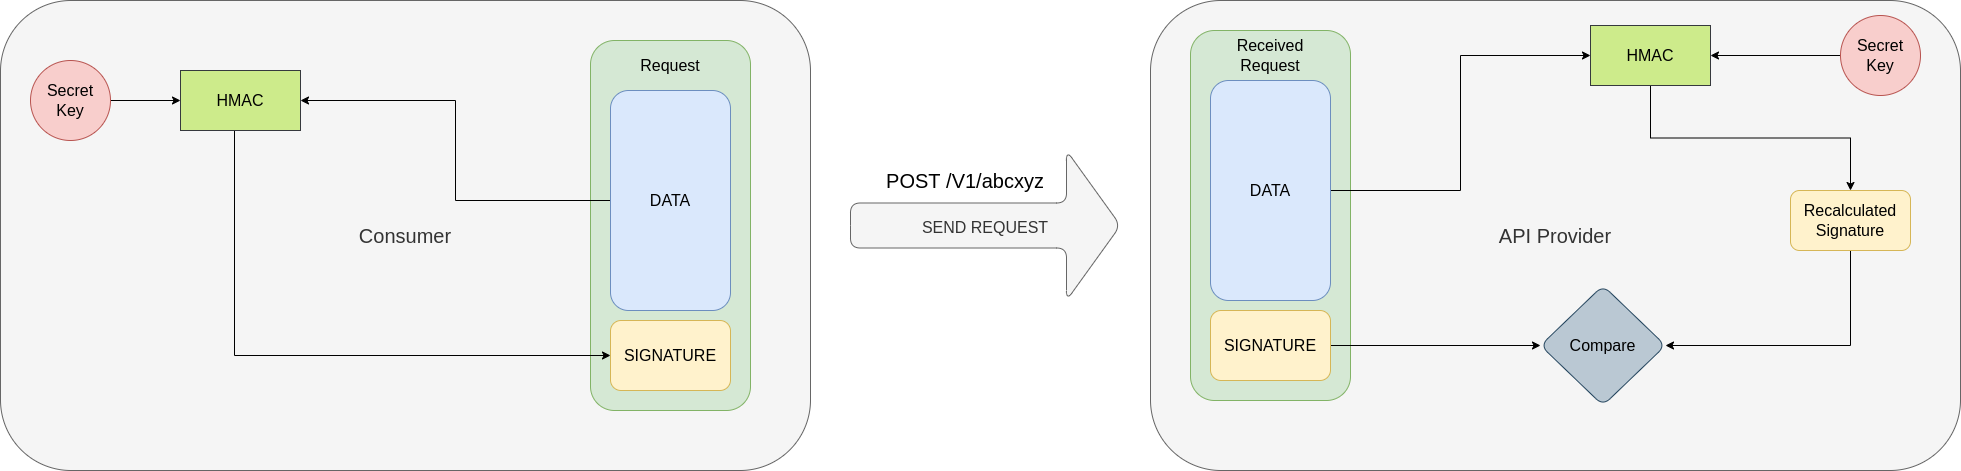 Secret
Key
HMAC
Request
DATA
Consumer
SIGNATURE
POST /V1/abcxyz
SEND REQUEST
Received
Request
DATA
SIGNATURE
HMAC
Secret
Key
API Provider
Recalculated
Signature
Compare